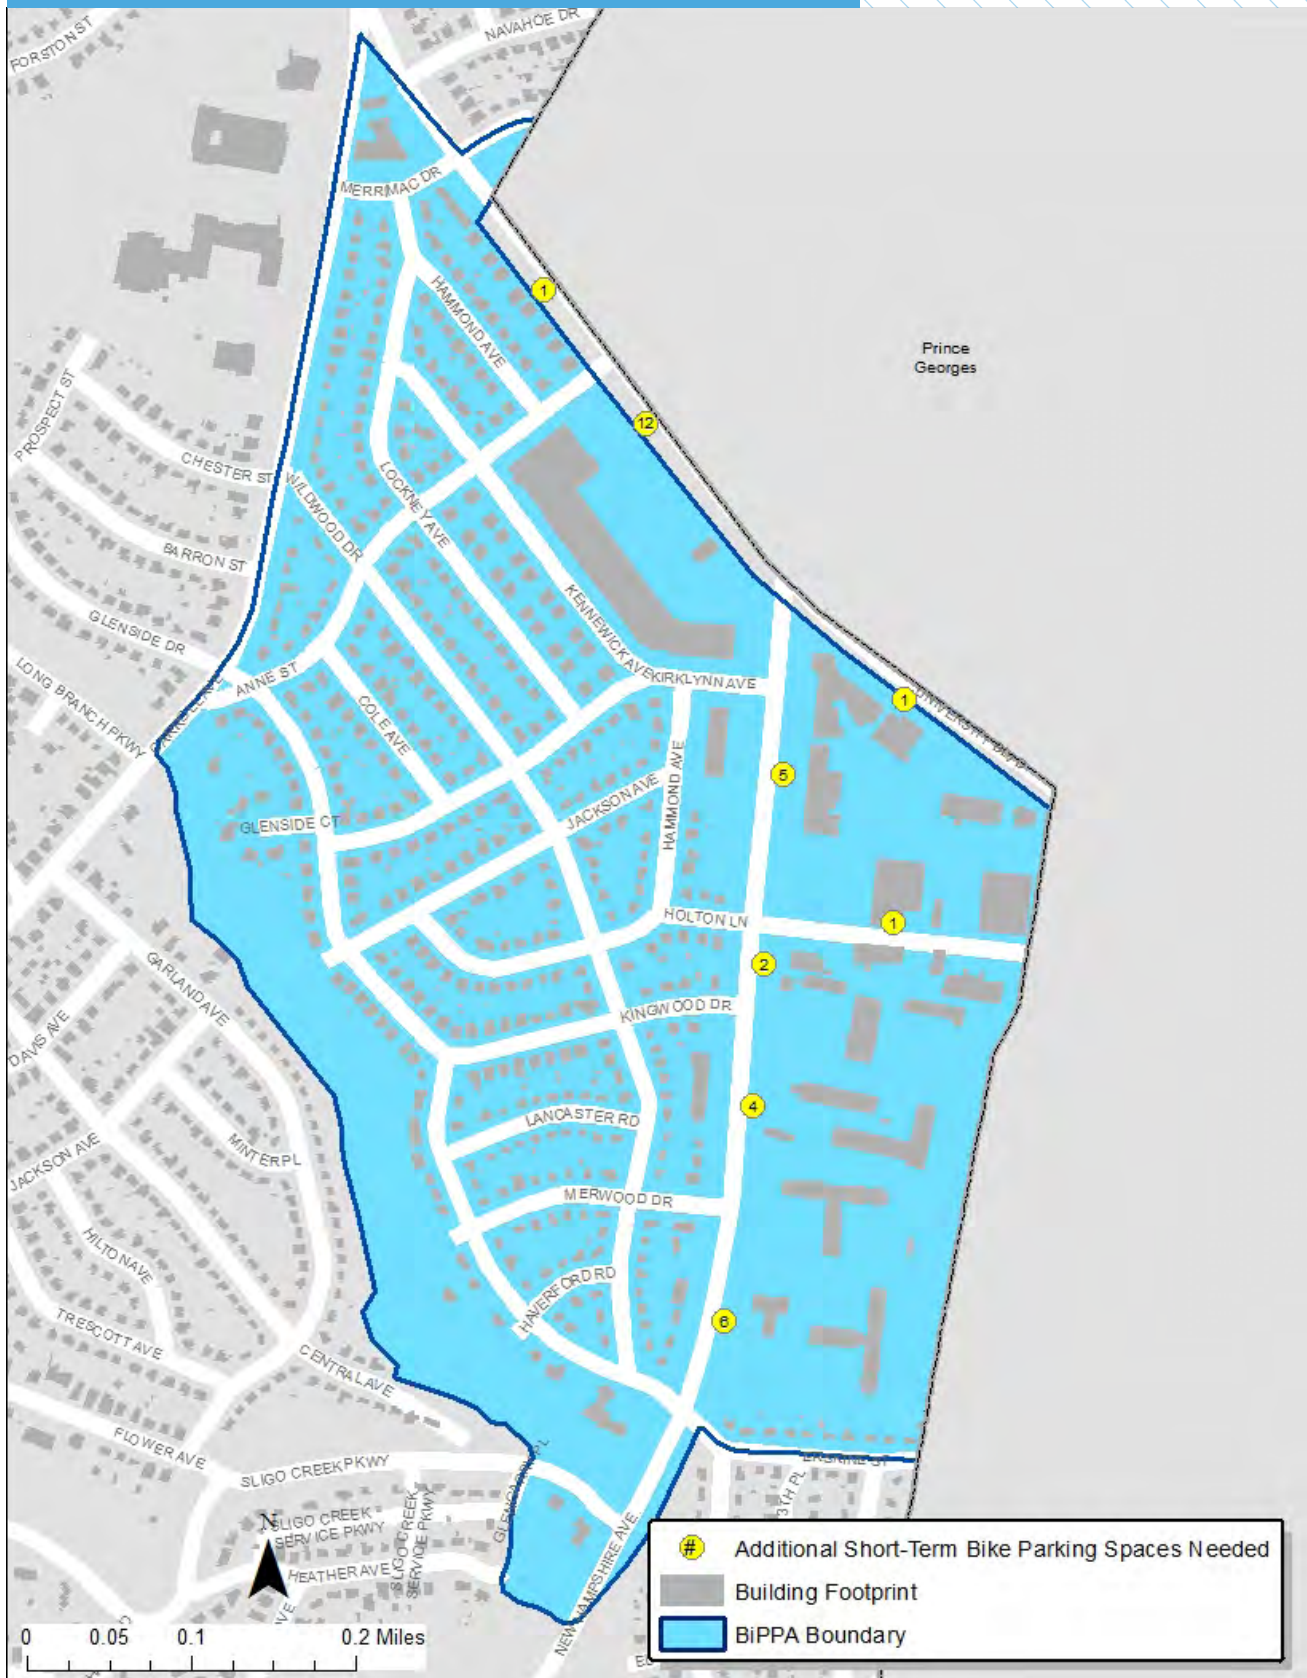 FORSTON ST
NAVAHOE DR
MERRIMAC DR
HAMMOND AVE
1
Prince
Georges
PROSPECT ST
12
CHESTER ST
WILDWOOD DR
LOCKNEY AVE
BARRON ST
KENNEWICK AVE
GLENSIDE DR
LONG BRANCH PKWY
ANNE ST
KIRKLYNN AVE
1
UNIVERSITY BLVD
COLE AVE
5
HAMMOND AVE
JACKSON AVE
GLENSIDE CT
HOLTON LN
1
2
GARLAND AVE
DAVIS AVE
KINGWOOD DR
4
LANCASTER RD
JACKSON AVE
MINTER PL
MERWOOD DR
HILTON AVE
HAVERFORD RD
6
TRESCOTT AVE
CENTRAL AVE
FLOWER AVE
SLIGO CREEK PKWY
ERSKINE ST
SLIGO CREEK
SERVICE PKWY
SLIGO CREEK
SERVICE PKWY
HEATHER AVE
NEW HAMPSHIRE AVE
N
AVE
# Additional Short-Term Bike Parking Spaces Needed
Building Footprint
BiPPA Boundary
0 0.05 0.1 0.2 Miles